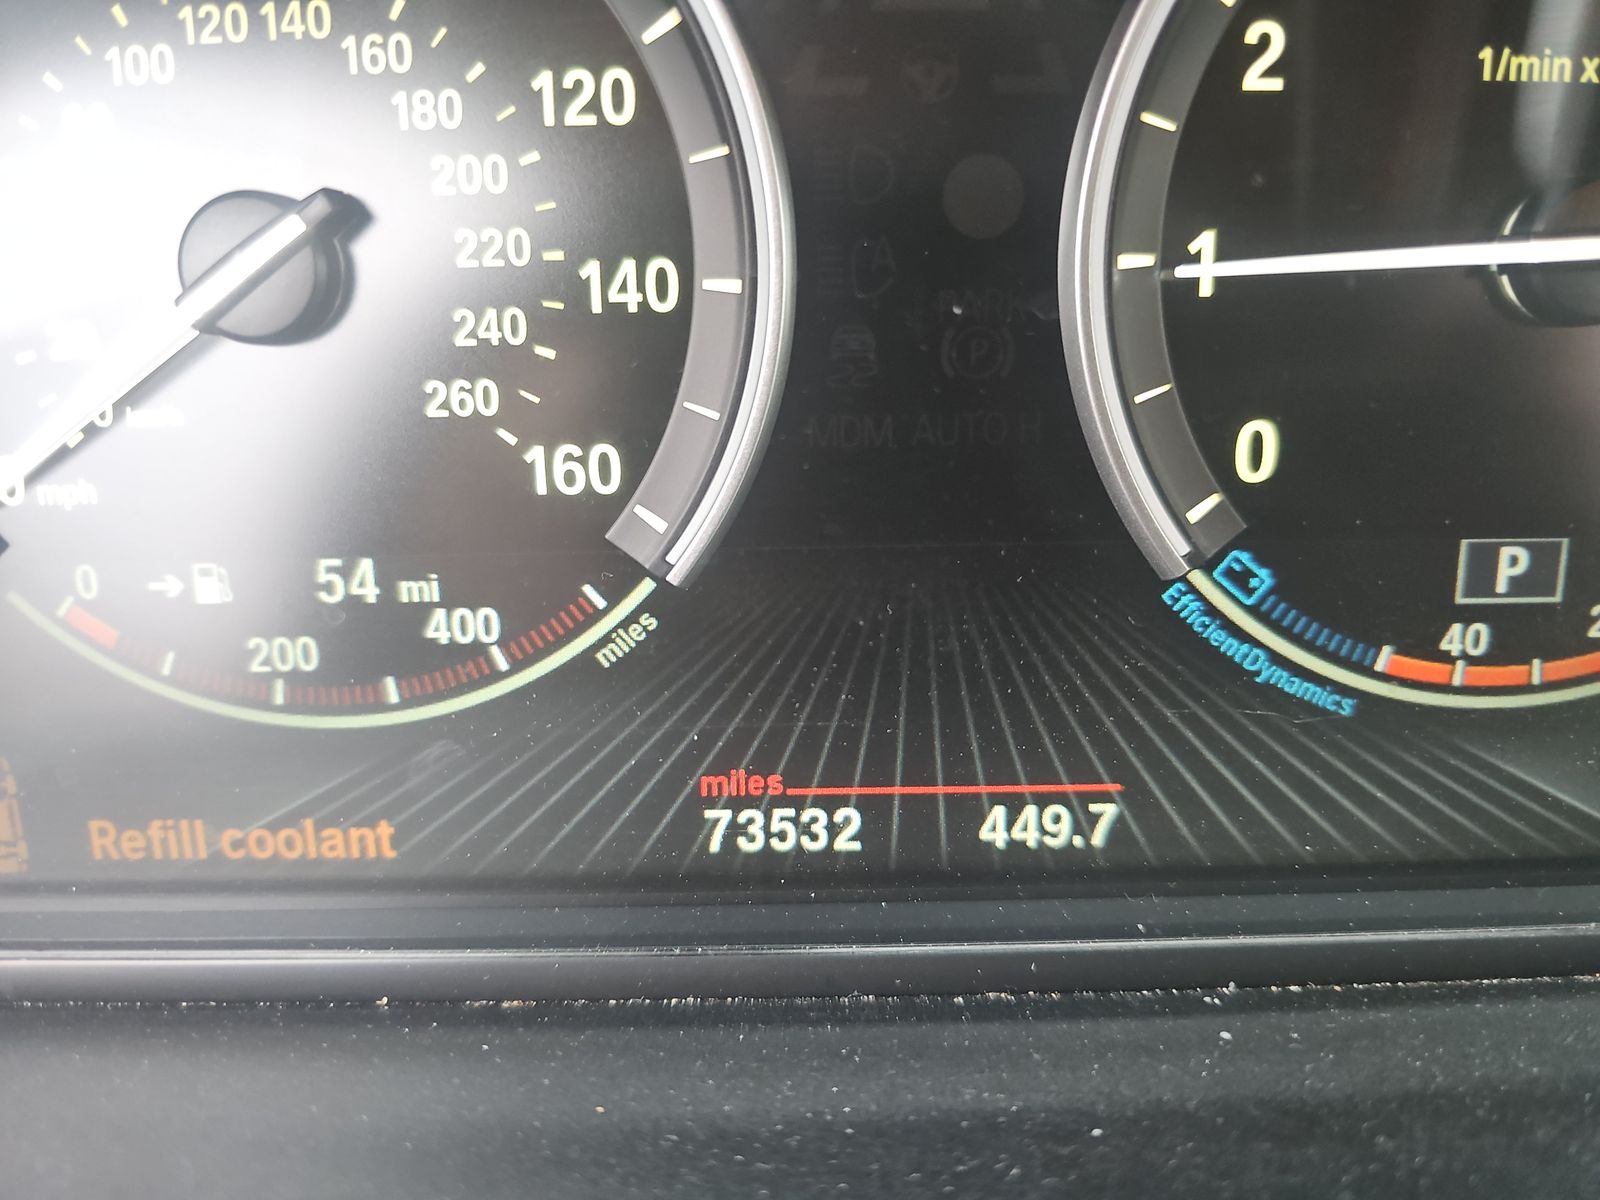 120 140
100
160
180
120
200
220
140
240
260
160
mph
0
54 mi
200
400
miles
2
1/min x
1
PARK
P
MDM AUTO H
0
P
40
EfficientDynamics
Refill coolant
miles
73532 449.7